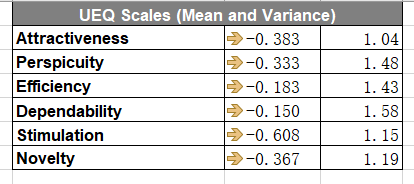 UEQ Scales (Mean and Variance)
Attractiveness -0.383 1.04
Perspicuity -0.333 1.48
Efficiency -0.183 1.43
Dependability -0.150 1.58
Stimulation -0.608 1.15
Novelty -0.367 1.19